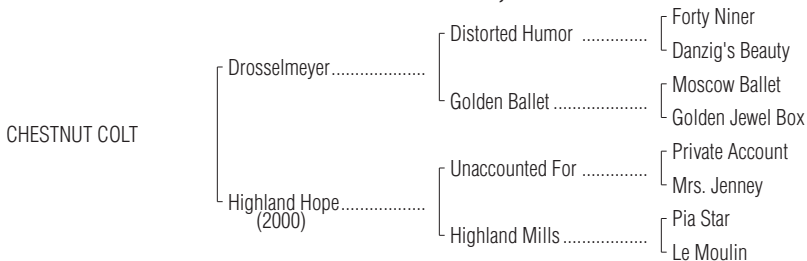 Forty Niner
Distorted Humor ..............
Danzig's Beauty
Drosselmeyer.....................
Moscow Ballet
Golden Ballet ....................
Golden Jewel Box
CHESTNUT COLT
Private Account
Unaccounted For ..............
Mrs. Jenney
Highland Hope...................
(2000)
Pia Star
Highland Mills...................
Le Moulin